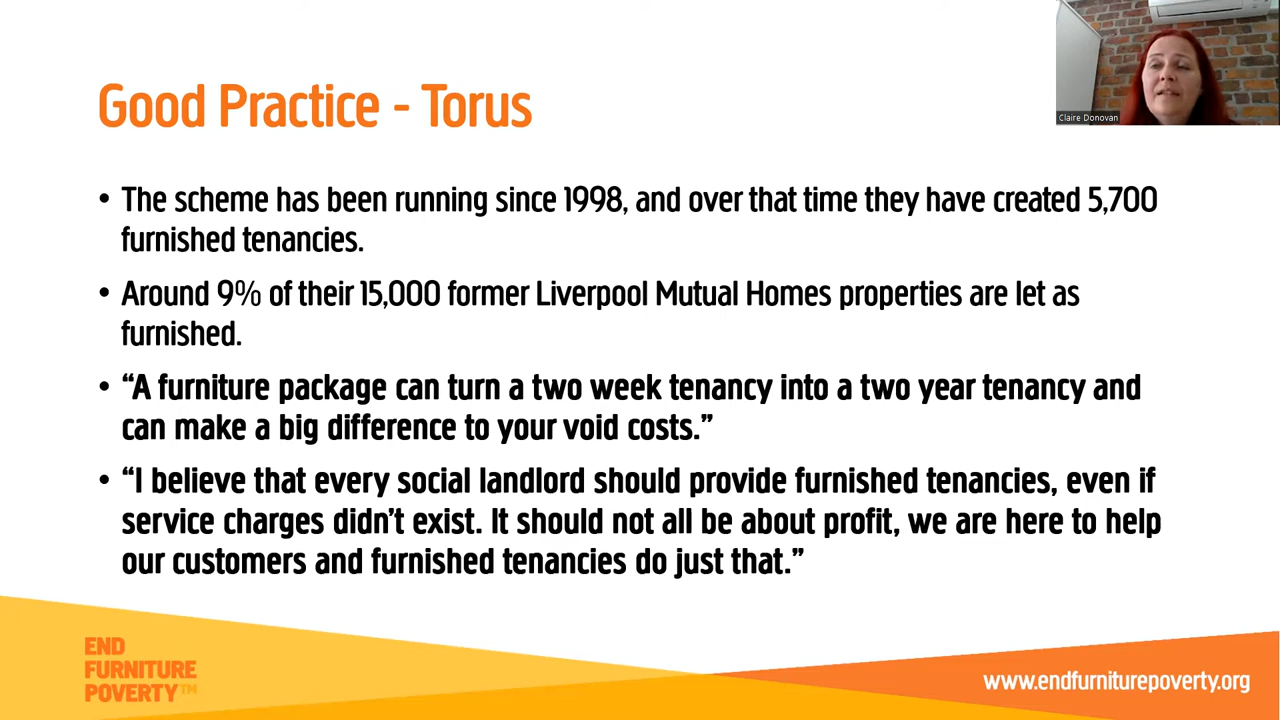 Good Practice - Torus
Claire Donovan
• The scheme has been running since 1998, and over that time they have created 5,700
furnished tenancies.
• Around 9% of their 15,000 former Liverpool Mutual Homes properties are let as
furnished.
• “A furniture package can turn a two week tenancy into a two year tenancy and
can make a big difference to your void costs.”
• “I believe that every social landlord should provide furnished tenancies, even if
service charges didn’t exist. It should not all be about profit, we are here to help
our customers and furnished tenancies do just that.”
END
FURNITURE
POVERTY™
www.endfurniturepoverty.org